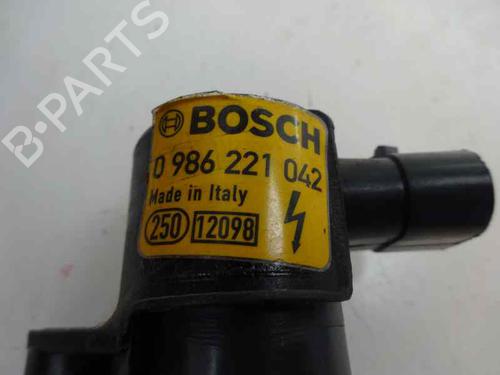 B-PARTS
BOSCH
0 986 221 042
Made in Italy
250 12098